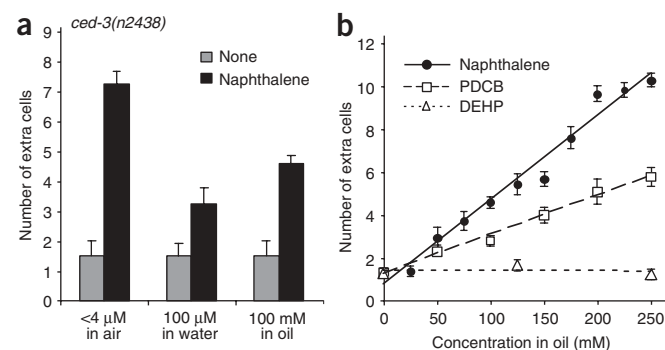 a
ced-3(n2438)
None
Naphthalene
Number of extra cells
9
8
7
6
5
4
3
2
1
0
<4 μM
in air
100 μM
in water
100 mM
in oil
b
Naphthalene
PDCB
DEHP
Number of extra cells
12
10
8
6
4
2
0
0 50 100 150 200 250
Concentration in oil (mM)